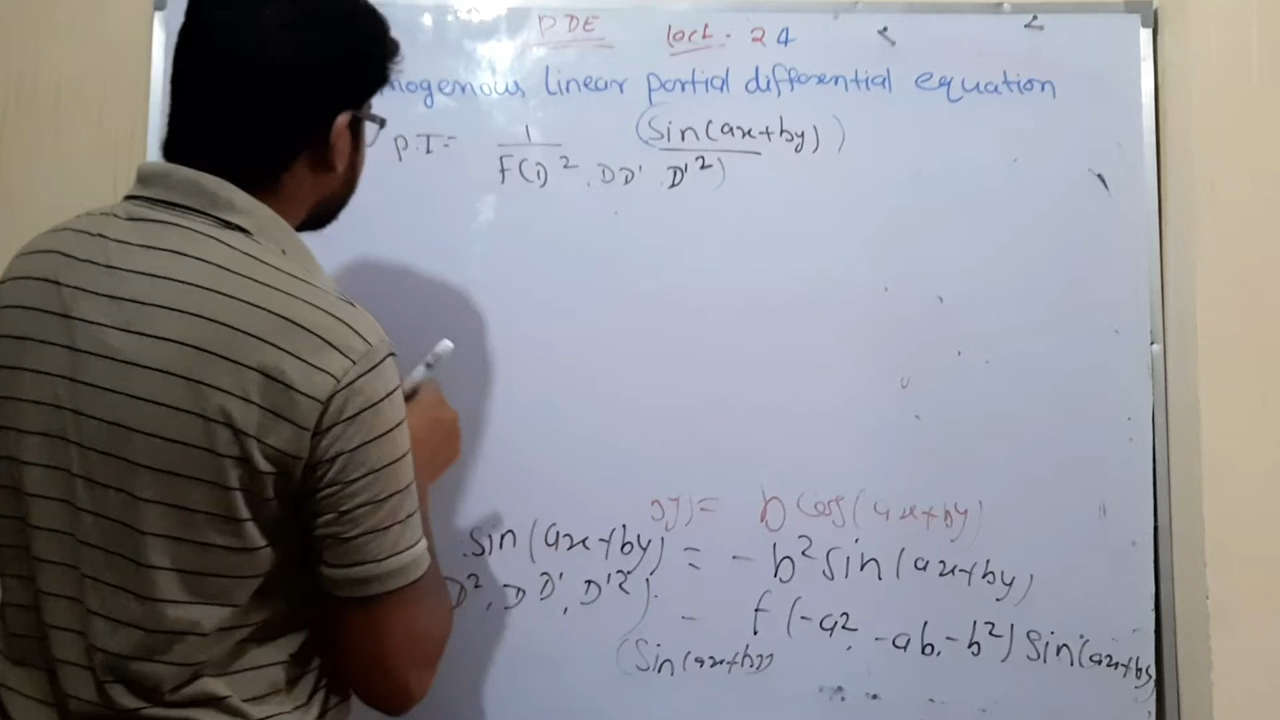 PDE Lect. 24
mogenous linear partial differential equation
P.I = 1 (Sin(ax+by))
F(D², DD', D'²)
by) = b Cos(ax+by)
sin(ax+by) = - b² sin(ax+by)
D², DD', D'²) = f(-a², -ab, -b²) Sin(ax+by
(Sin(ax+by))